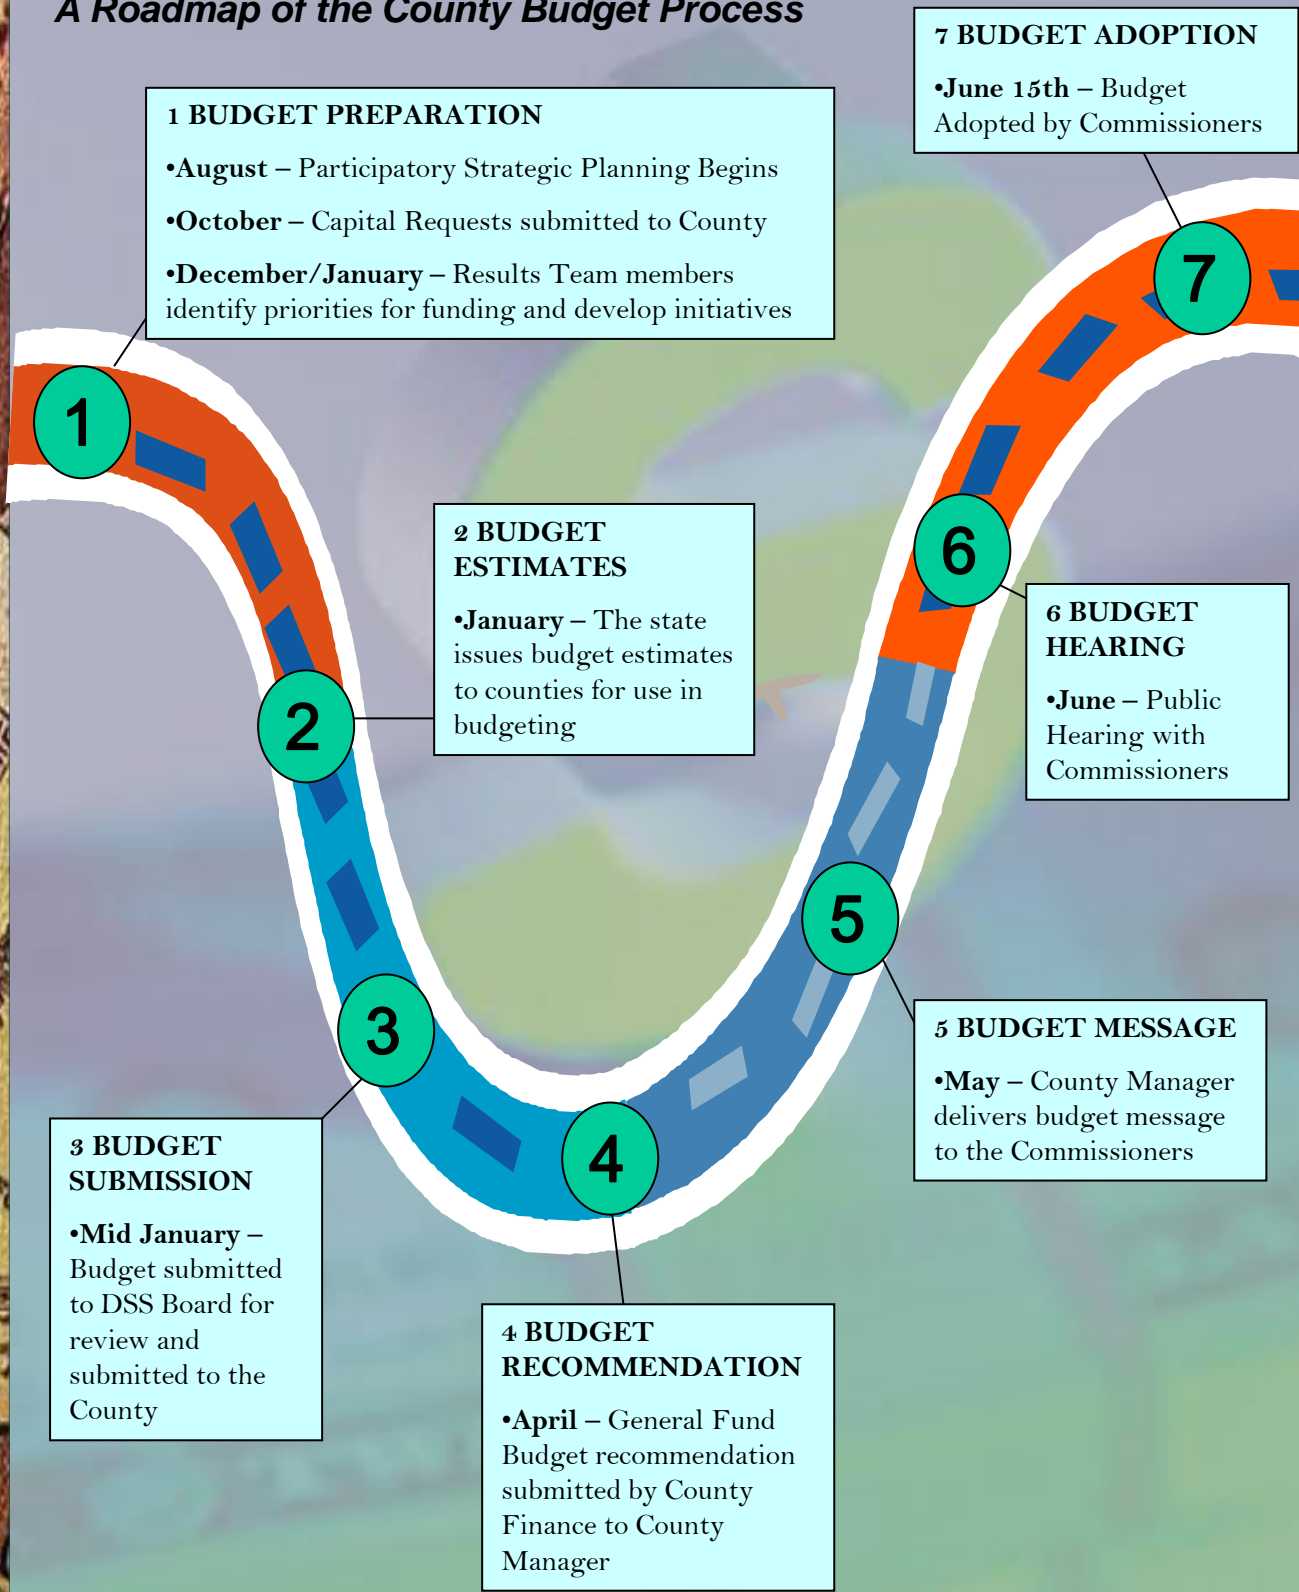 A Roadmap of the County Budget Process
1 BUDGET PREPARATION
•August – Participatory Strategic Planning Begins
•October – Capital Requests submitted to County
•December/January – Results Team members
identify priorities for funding and develop initiatives
1
2 BUDGET
ESTIMATES
•January – The state
issues budget estimates
to counties for use in
budgeting
2
3
3 BUDGET
SUBMISSION
•Mid January –
Budget submitted
to DSS Board for
review and
submitted to the
County
4
4 BUDGET
RECOMMENDATION
•April – General Fund
Budget recommendation
submitted by County
Finance to County
Manager
5
5 BUDGET MESSAGE
•May – County Manager
delivers budget message
to the Commissioners
6
6 BUDGET
HEARING
•June – Public
Hearing with
Commissioners
7 BUDGET ADOPTION
•June 15th – Budget
Adopted by Commissioners
7